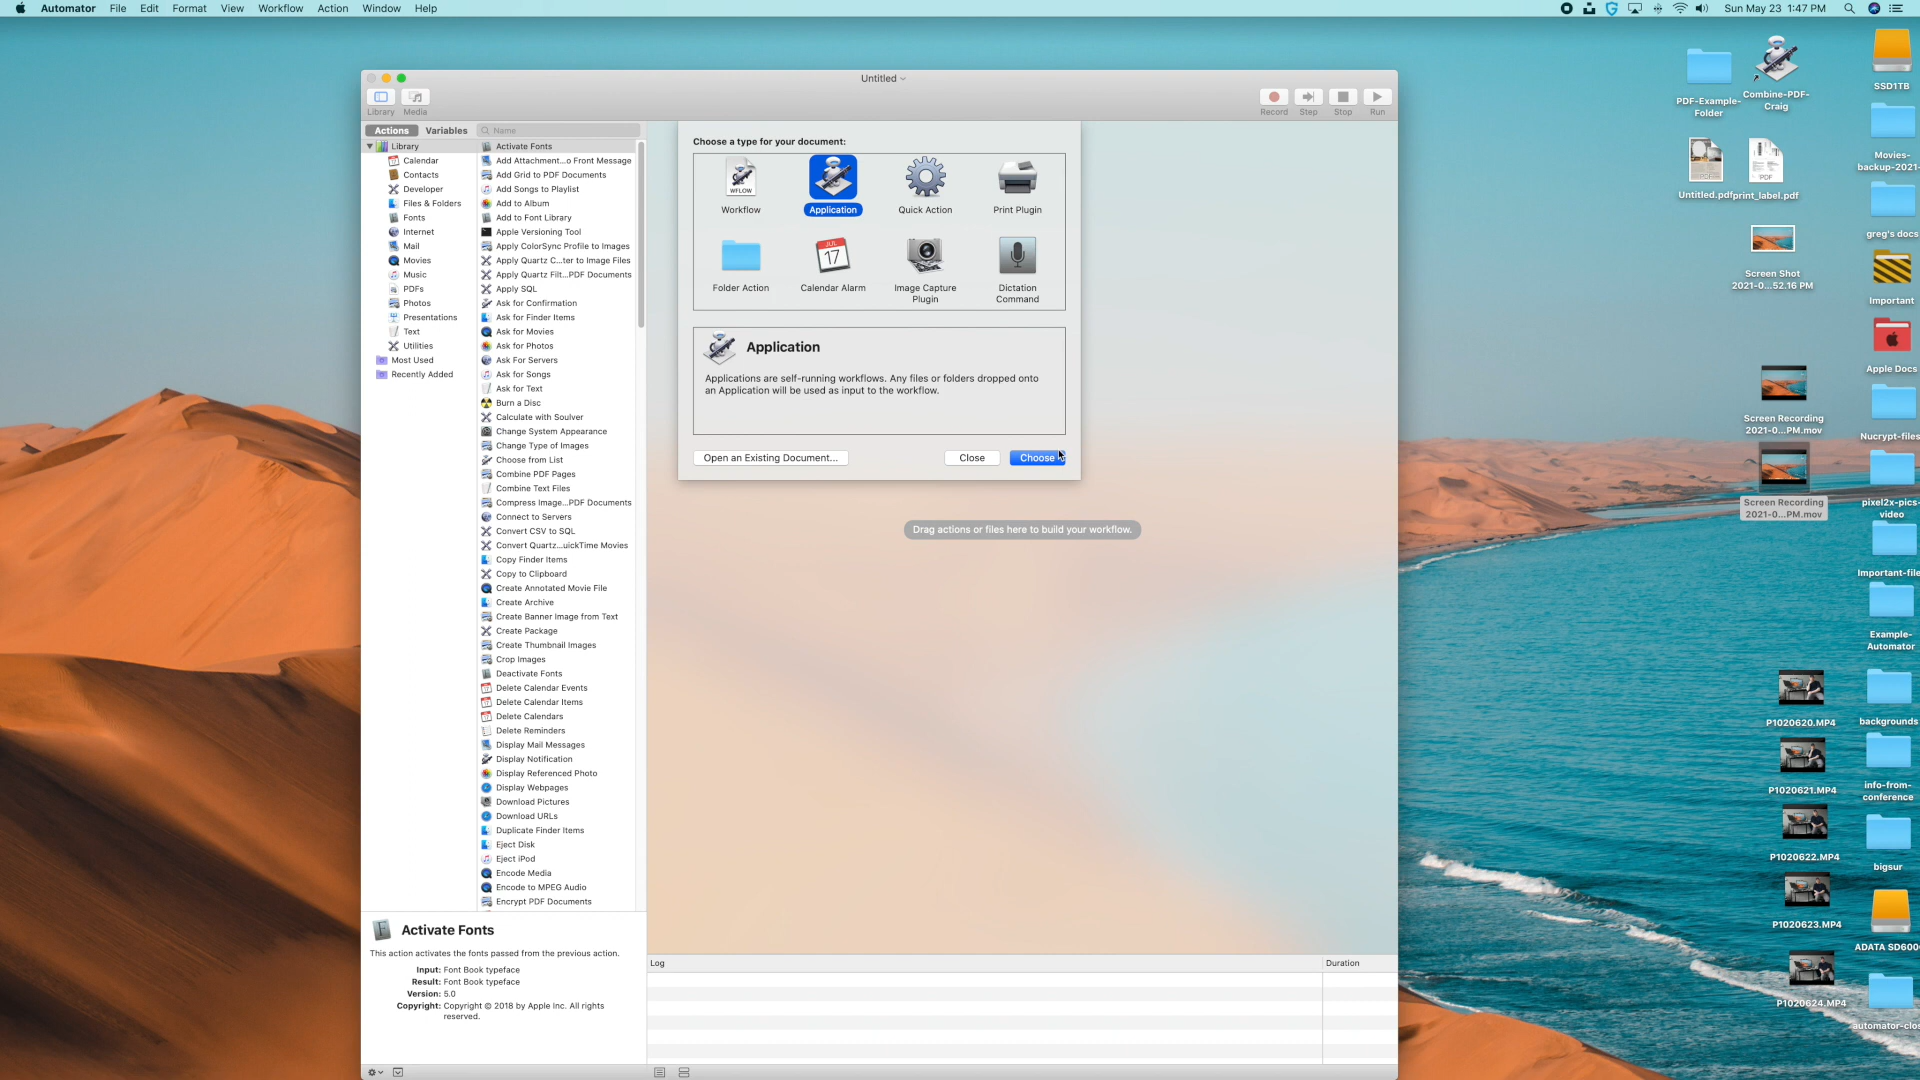 Automator File Edit Format View Workflow Action Window Help
Sun May 23 1:47 PM
Untitled
Library Media
Record Step Stop Run
Actions Variables Name
Library
Calendar
Contacts
Developer
Files & Folders
Fonts
Internet
Mail
Movies
Music
PDFs
Photos
Presentations
Text
Utilities
Most Used
Recently Added
Activate Fonts
Add Attachment...o Front Message
Add Grid to PDF Documents
Add Songs to Playlist
Add to Album
Add to Font Library
Apple Versioning Tool
Apply ColorSync Profile to Images
Apply Quartz C...ter to Image Files
Apply Quartz Filt...PDF Documents
Apply SQL
Ask for Confirmation
Ask for Finder Items
Ask for Movies
Ask for Photos
Ask For Servers
Ask for Songs
Ask for Text
Burn a Disc
Calculate with Soulver
Change System Appearance
Change Type of Images
Choose from List
Combine PDF Pages
Combine Text Files
Compress Image...PDF Documents
Connect to Servers
Convert CSV to SQL
Convert Quartz...uickTime Movies
Copy Finder Items
Copy to Clipboard
Create Annotated Movie File
Create Archive
Create Banner Image from Text
Create Package
Create Thumbnail Images
Crop Images
Deactivate Fonts
Delete Calendar Events
Delete Calendar Items
Delete Calendars
Delete Reminders
Display Mail Messages
Display Notification
Display Referenced Photo
Display Webpages
Download Pictures
Download URLs
Duplicate Finder Items
Eject Disk
Eject iPod
Encode Media
Encode to MPEG Audio
Encrypt PDF Documents
Activate Fonts
This action activates the fonts passed from the previous action.
Input: Font Book typeface
Result: Font Book typeface
Version: 5.0
Copyright: Copyright © 2018 by Apple Inc. All rights
reserved.
Choose a type for your document:
WFLOW
Workflow
Application
Quick Action
Print Plugin
Folder Action
JUL
17
Calendar Alarm
Image Capture
Plugin
Dictation
Command
Application
Applications are self-running workflows. Any files or folders dropped onto
an Application will be used as input to the workflow.
Open an Existing Document...
Close
Choose
Drag actions or files here to build your workflow.
Log
Duration
PDF-Example-
Folder
Combine-PDF-
Craig
PDF
Untitled.pdf
PDF
print_label.pdf
Screen Shot
2021-0...52.16 PM
Screen Recording
2021-0...PM.mov
Screen Recording
2021-0...PM.mov
P1020620.MP4
P1020621.MP4
P1020622.MP4
P1020623.MP4
P1020624.MP4
SSD1TB
Movies-
backup-2021-
greg's docs
Important
Apple Docs
Nucrypt-files
pixel2x-pics-
video
Important-file
Example-
Automator
backgrounds
info-from-
conference
bigsur
ADATA SD600
automator-clos